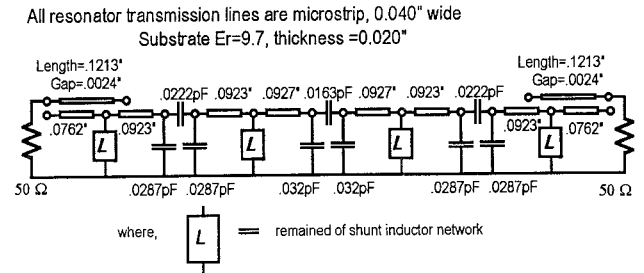 All resonator transmission lines are microstrip, 0.040" wide
Substrate Er=9.7, thickness =0.020"
Length=.1213"
Gap=.0024"
Length=.1213"
Gap=.0024"
.0222pF .0923" .0927" .0163pF .0927" .0923" .0222pF
.0762" .0923" .0923" .0762"
L L L L
50 Ω .0287pF .0287pF .032pF .032pF .0287pF .0287pF 50 Ω
where, L = remained of shunt inductor network